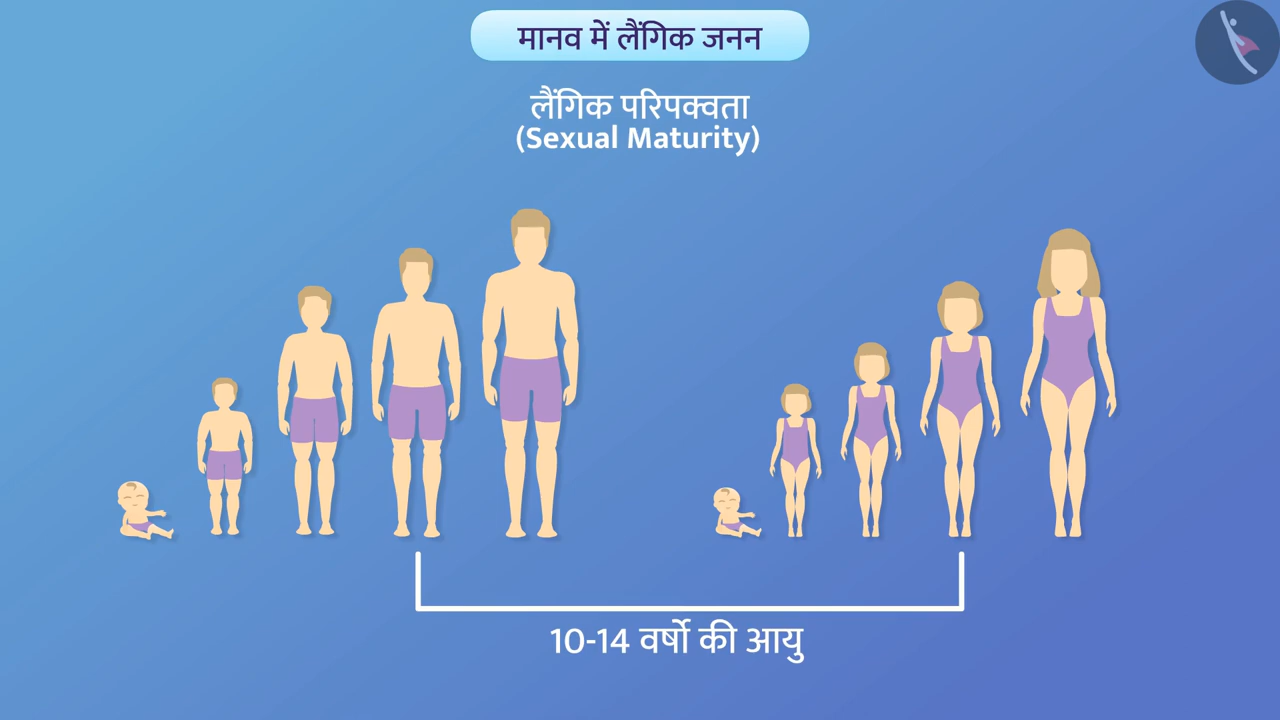 मानव में लैंगिक जनन
लैंगिक परिपक्वता
(Sexual Maturity)
10-14 वर्षो की आयु